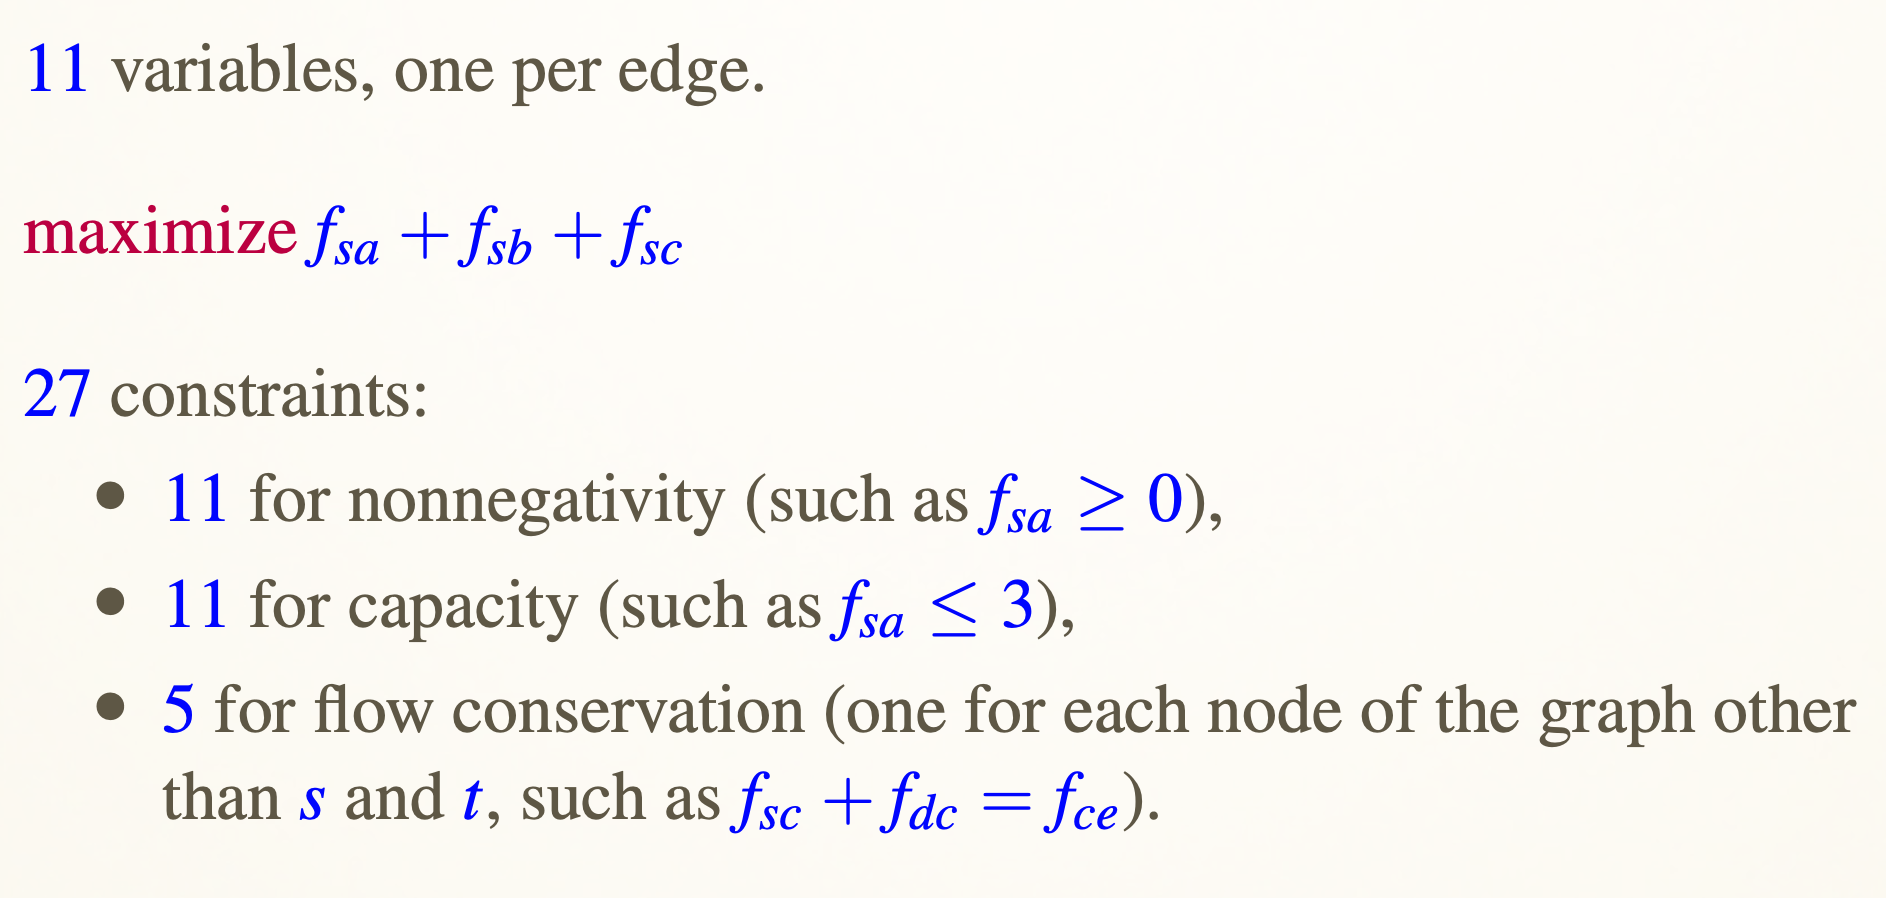 11 variables, one per edge.
maximize f_{sa} + f_{sb} + f_{sc}
27 constraints:
• 11 for nonnegativity (such as f_{sa} ≥ 0),
• 11 for capacity (such as f_{sa} ≤ 3),
• 5 for flow conservation (one for each node of the graph other
than s and t, such as f_{sc} + f_{dc} = f_{ce}).